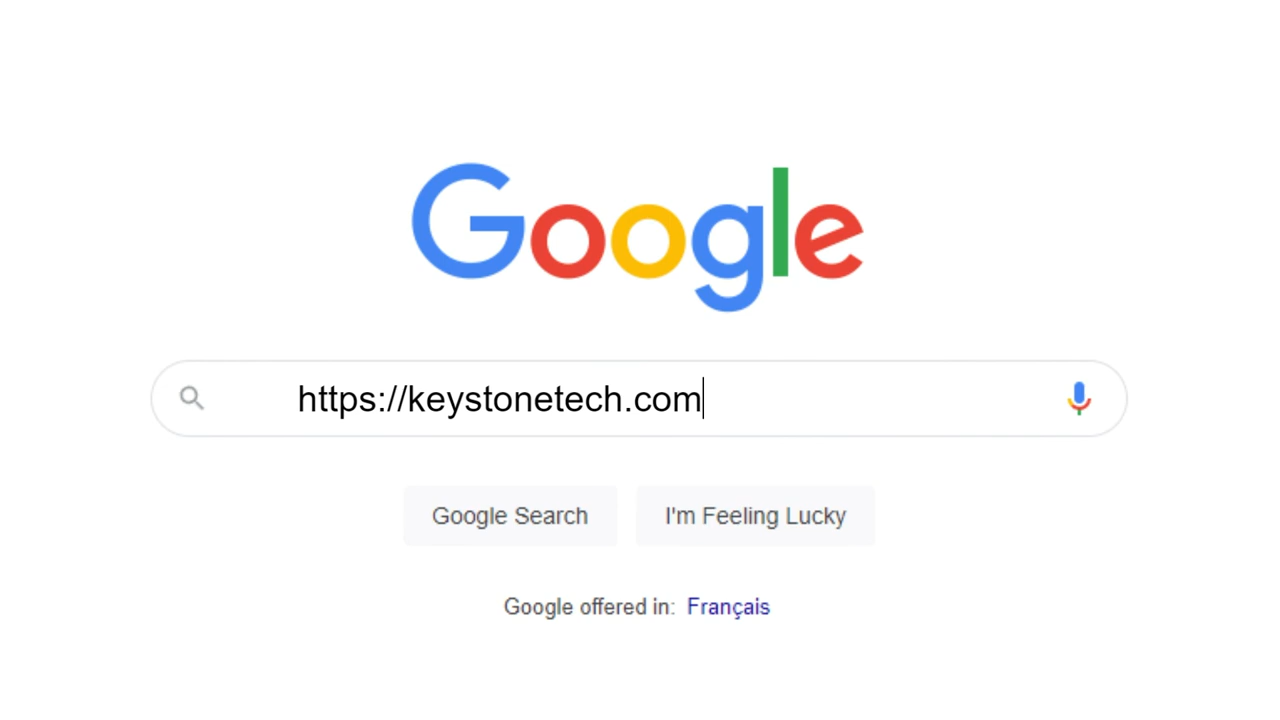 Google
https://keystonetech.com
Google Search
I'm Feeling Lucky
Google offered in: Français